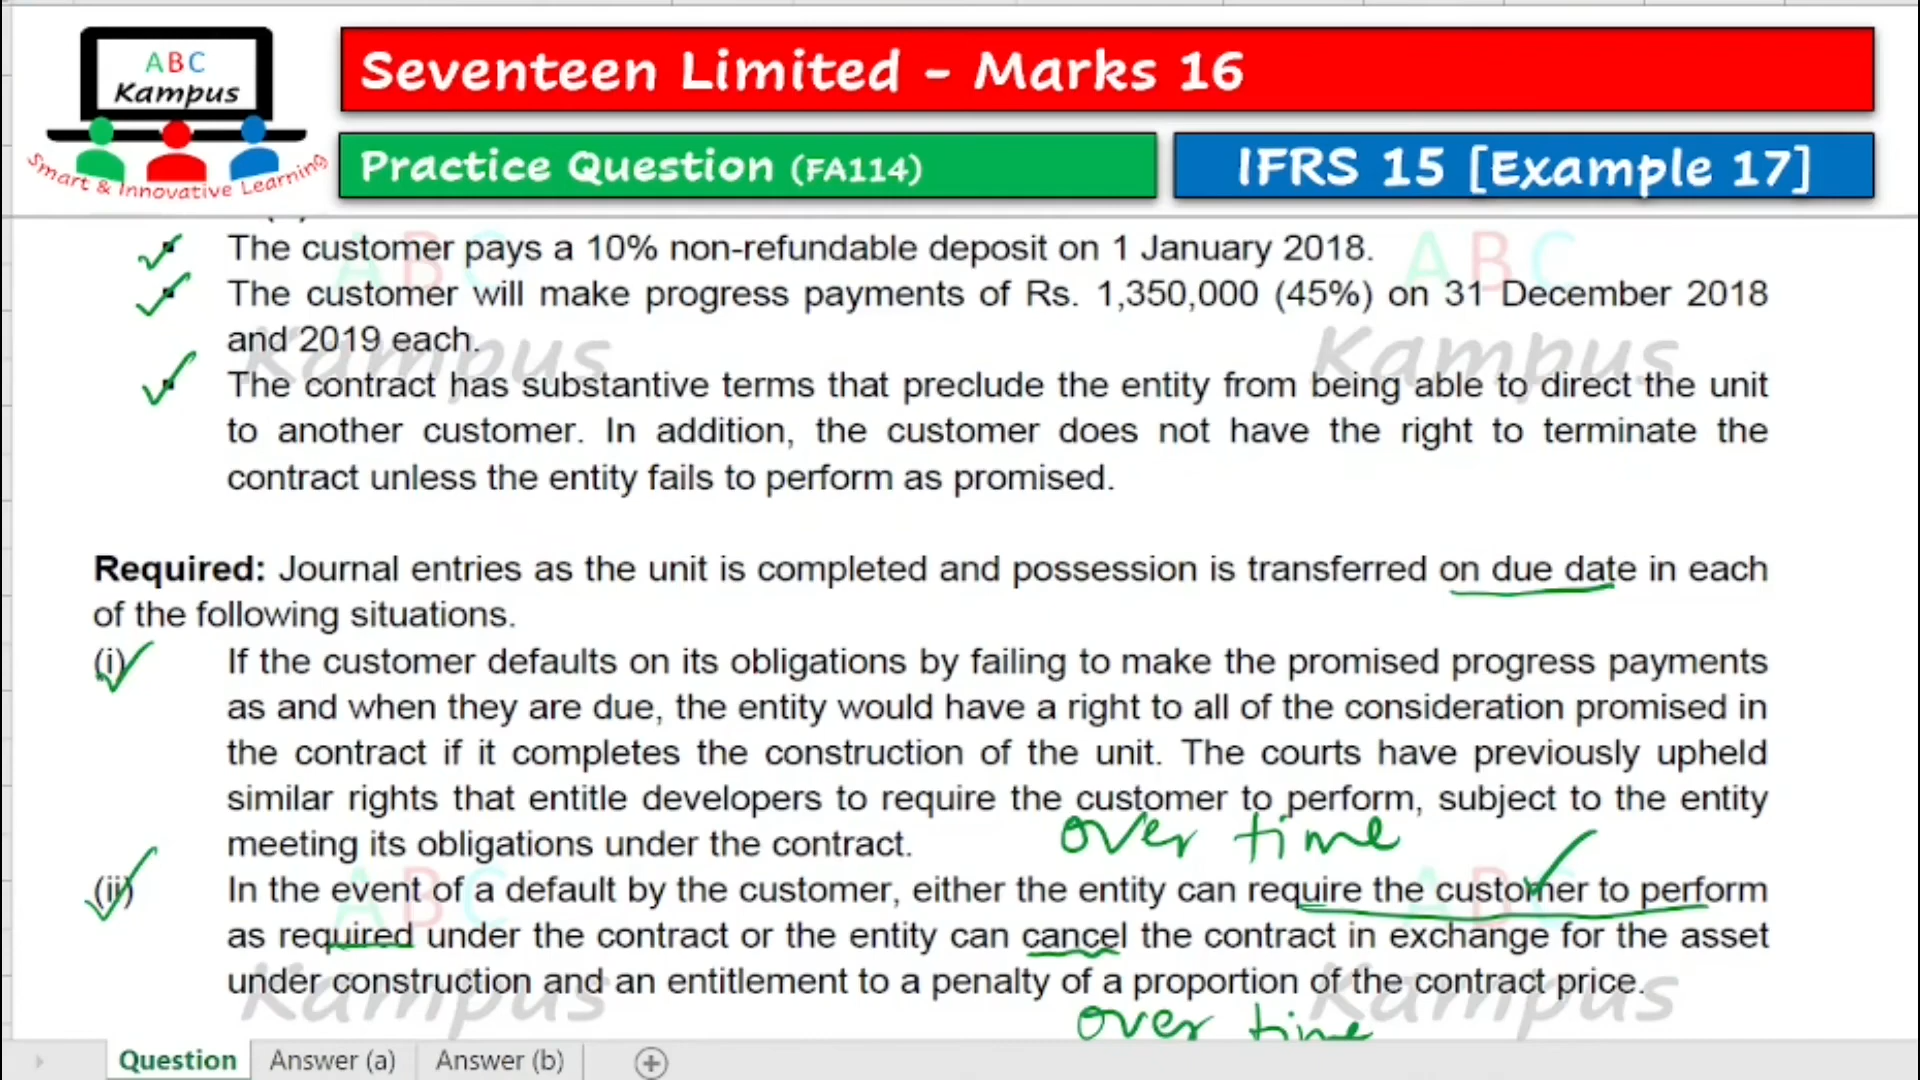 ABC
Kampus
Smart & Innovative Learning
Seventeen Limited - Marks 16
Practice Question (FA114)
IFRS 15 [Example 17]
The customer pays a 10% non-refundable deposit on 1 January 2018.
The customer will make progress payments of Rs. 1,350,000 (45%) on 31 December 2018
and 2019 each.
The contract has substantive terms that preclude the entity from being able to direct the unit
to another customer. In addition, the customer does not have the right to terminate the
contract unless the entity fails to perform as promised.
Required: Journal entries as the unit is completed and possession is transferred on due date in each
of the following situations.
(i) If the customer defaults on its obligations by failing to make the promised progress payments
as and when they are due, the entity would have a right to all of the consideration promised in
the contract if it completes the construction of the unit. The courts have previously upheld
similar rights that entitle developers to require the customer to perform, subject to the entity
meeting its obligations under the contract.
over time
(ii) In the event of a default by the customer, either the entity can require the customer to perform
as required under the contract or the entity can cancel the contract in exchange for the asset
under construction and an entitlement to a penalty of a proportion of the contract price.
over time
ABC
Kampus
ABC
Kampus
ABC
Kampus
ABC
Kampus
Question
Answer (a)
Answer (b)